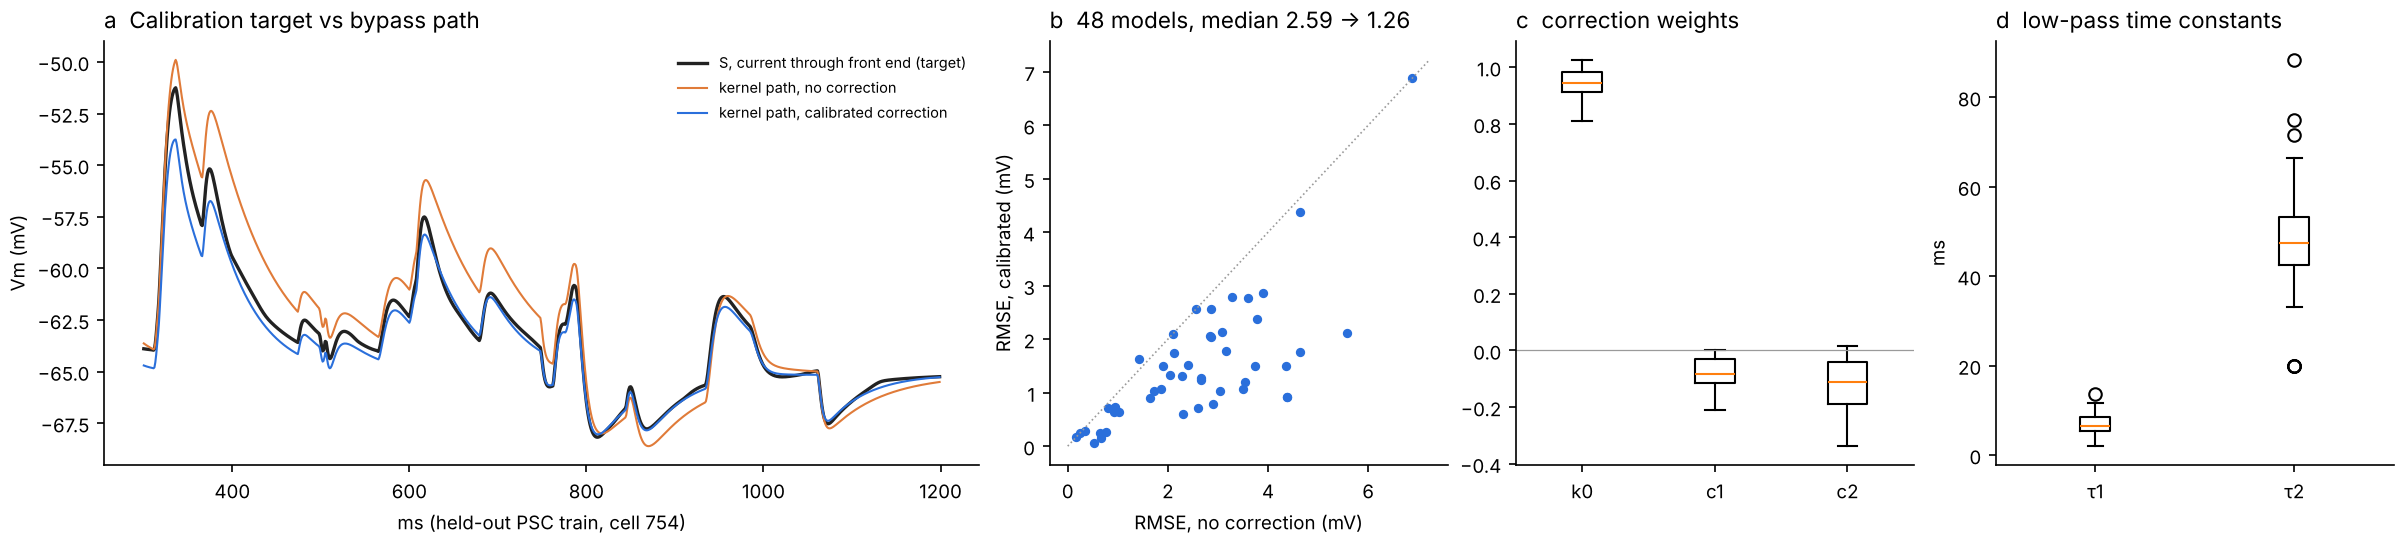 a Calibration target vs bypass path
−50.0
−52.5
−55.0
−57.5
−60.0
−62.5
−65.0
−67.5
Vm (mV)
S, current through front end (target)
kernel path, no correction
kernel path, calibrated correction
400
600
800
1000
1200
ms (held-out PSC train, cell 754)
b 48 models, median 2.59 → 1.26
7
6
5
4
3
2
1
0
RMSE, calibrated (mV)
0
2
4
6
RMSE, no correction (mV)
c correction weights
1.0
0.8
0.6
0.4
0.2
0.0
−0.2
−0.4
k0
c1
c2
d low-pass time constants
80
60
40
20
0
ms
τ1
τ2